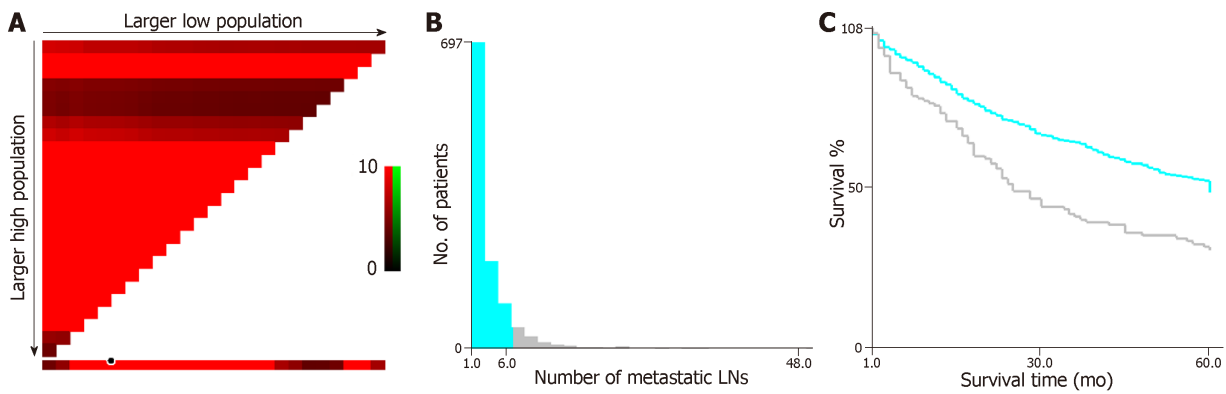 A
Larger low population
Larger high population
10
0
B
697
0
No. of patients
1.0
6.0
48.0
Number of metastatic LNs
C
108
50
0
Survival %
1.0
30.0
60.0
Survival time (mo)